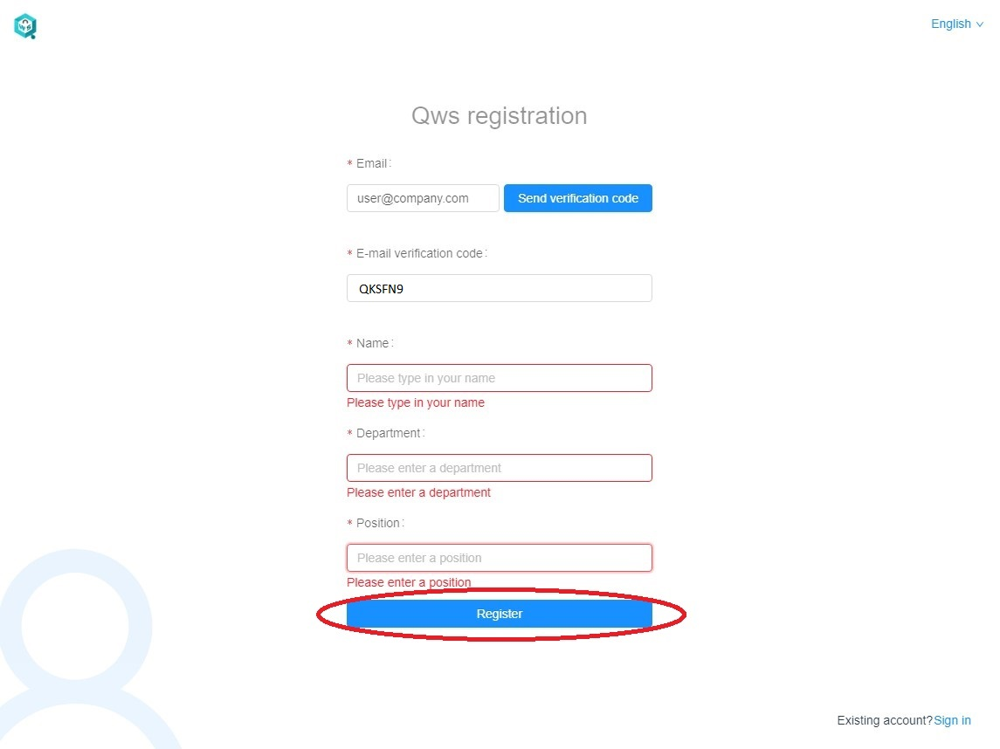 English
Qws registration
* Email:
user@company.com Send verification code
* E-mail verification code:
QKSFN9
* Name:
Please type in your name
Please type in your name
* Department:
Please enter a department
Please enter a department
* Position:
Please enter a position
Please enter a position
Register
Existing account?Sign in